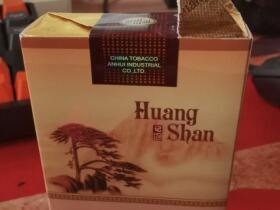 CHINA TOBACCO
ANHUI INDUSTRIAL
CO.,LTD
Huang
Shan